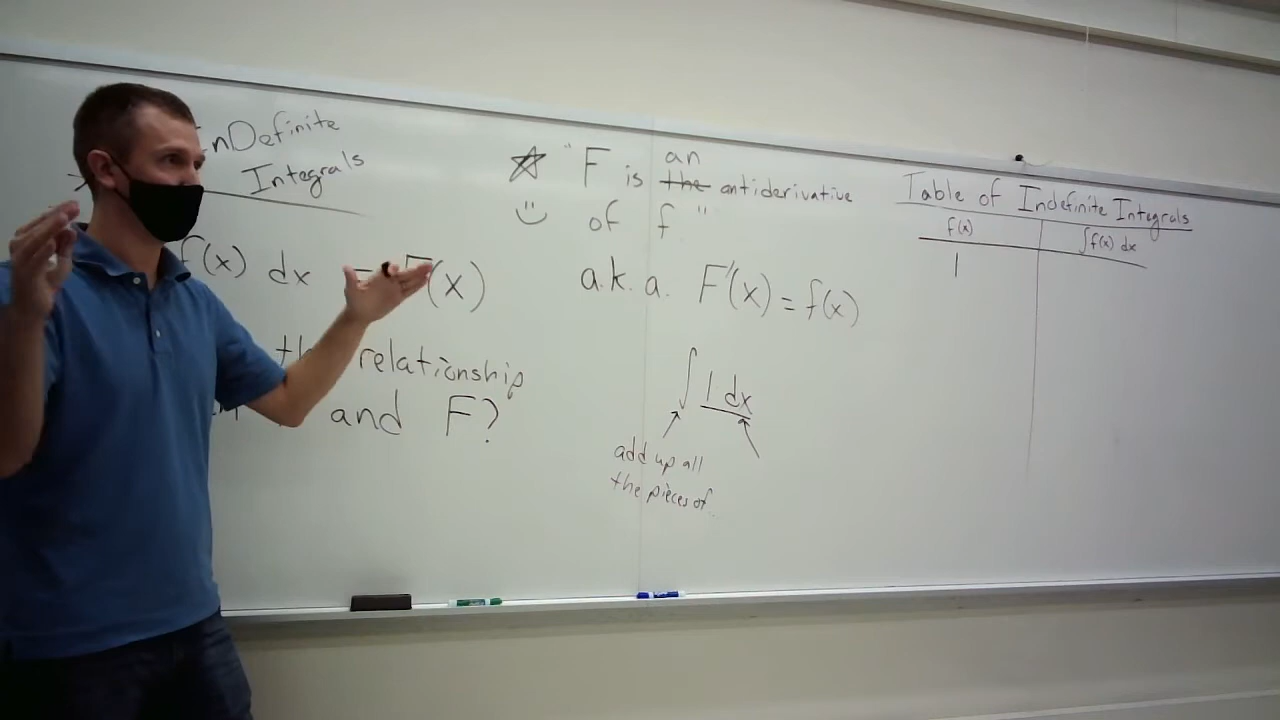 nDefinite
Integrals
f(x) dx = F(x)
relationship
and F?
"F is the antiderivative
an
of f"
a.k.a. F'(x) = f(x)
∫ 1 dx
add up all
the pieces of
Table of Indefinite Integrals
f(x)
∫f(x) dx
1